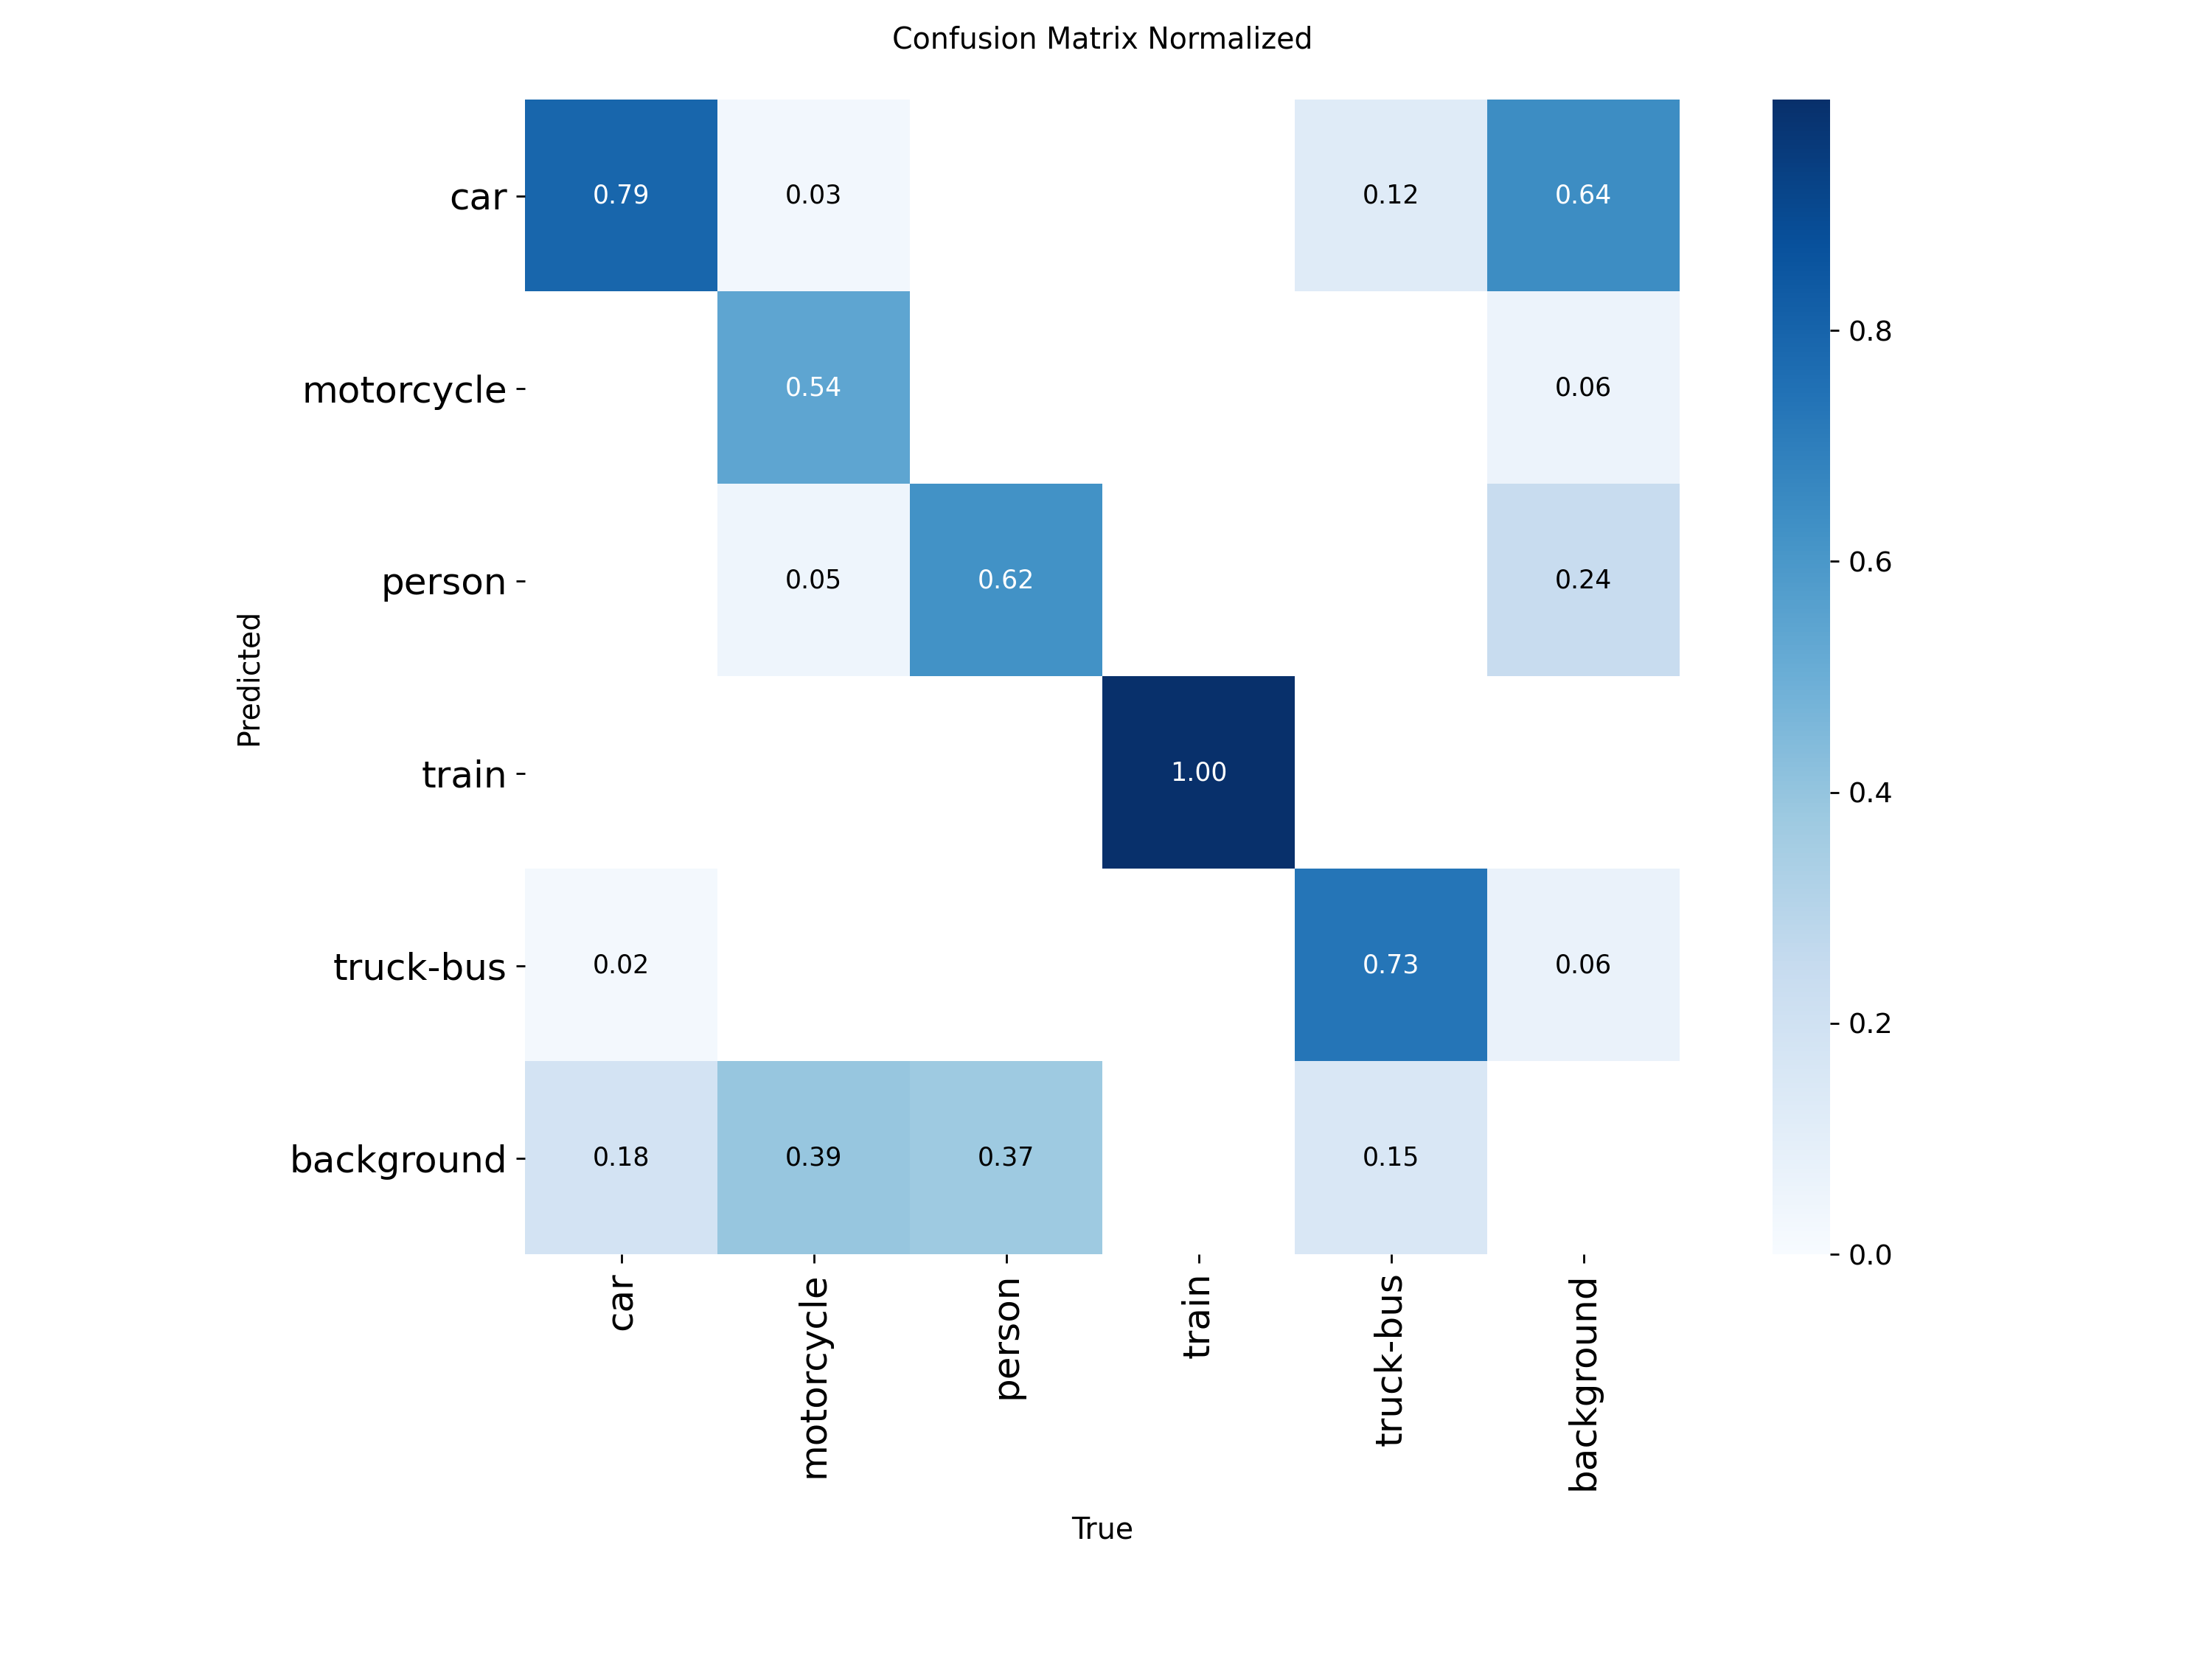 Confusion Matrix Normalized
car 0.79 0.03 0.12 0.64
0.8
motorcycle 0.54 0.06
person 0.05 0.62 0.24
0.6
Predicted
train 1.00
0.4
truck-bus 0.02 0.73 0.06
0.2
background 0.18 0.39 0.37 0.15
0.0
car motorcycle person train truck-bus background
True